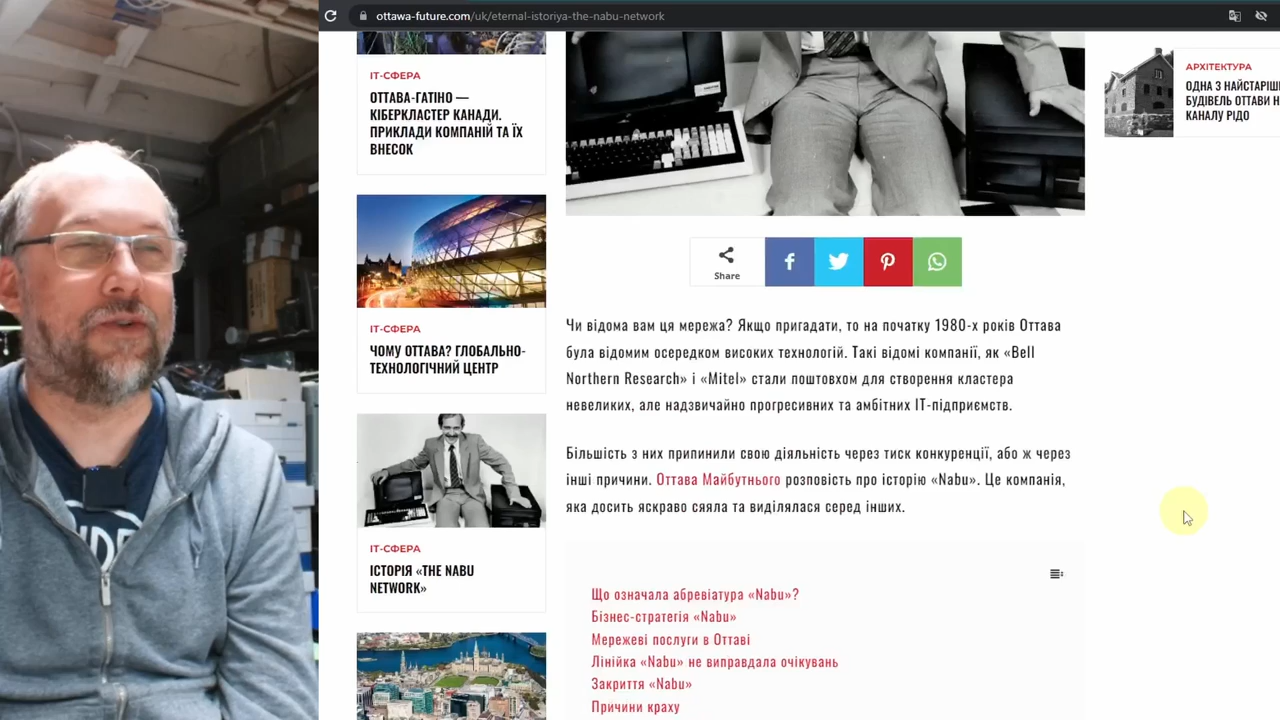 ottawa-future.com/uk/eternal-istoriya-the-nabu-network
ІТ-СФЕРА
ОТТАВА-ГАТІНО —
КІБЕРКЛАСТЕР КАНАДИ.
ПРИКЛАДИ КОМПАНІЙ ТА ЇХ
ВНЕСОК
ІТ-СФЕРА
ЧОМУ ОТТАВА? ГЛОБАЛЬНО-
ТЕХНОЛОГІЧНИЙ ЦЕНТР
ІТ-СФЕРА
ІСТОРІЯ «THE NABU
NETWORK»
Share
Чи відома вам ця мережа? Якщо пригадати, то на початку 1980-х років Оттава
була відомим осередком високих технологій. Такі відомі компанії, як «Bell
Northern Research» і «Mitel» стали поштовхом для створення кластера
невеликих, але надзвичайно прогресивних та амбітних ІТ-підприємств.
Більшість з них припинили свою діяльність через тиск конкуренції, або ж через
інші причини. Оттава Майбутнього розповість про історію «Nabu». Це компанія,
яка досить яскраво сяяла та виділялася серед інших.
Що означала абревіатура «Nabu»?
Бізнес-стратегія «Nabu»
Мережеві послуги в Оттаві
Лінійка «Nabu» не виправдала очікувань
Закриття «Nabu»
Причини краху
АРХІТЕКТУРА
ОДНА З НАЙСТАРІШ
БУДІВЕЛЬ ОТТАВИ Н
КАНАЛУ РІДО